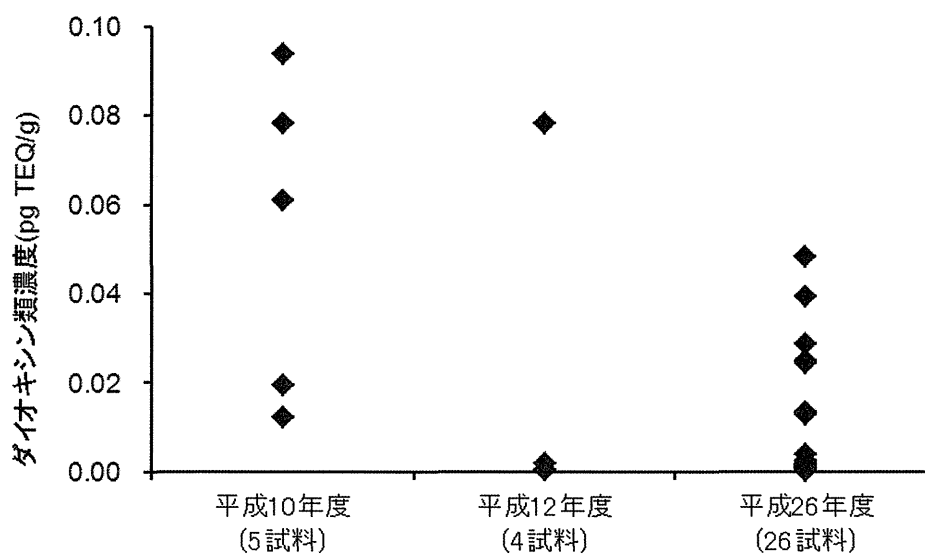 0.10
0.08
0.06
0.04
0.02
0.00
ダイオキシン類濃度(pg TEQ/g)
平成10年度
(5試料)
平成12年度
(4試料)
平成26年度
(26試料)